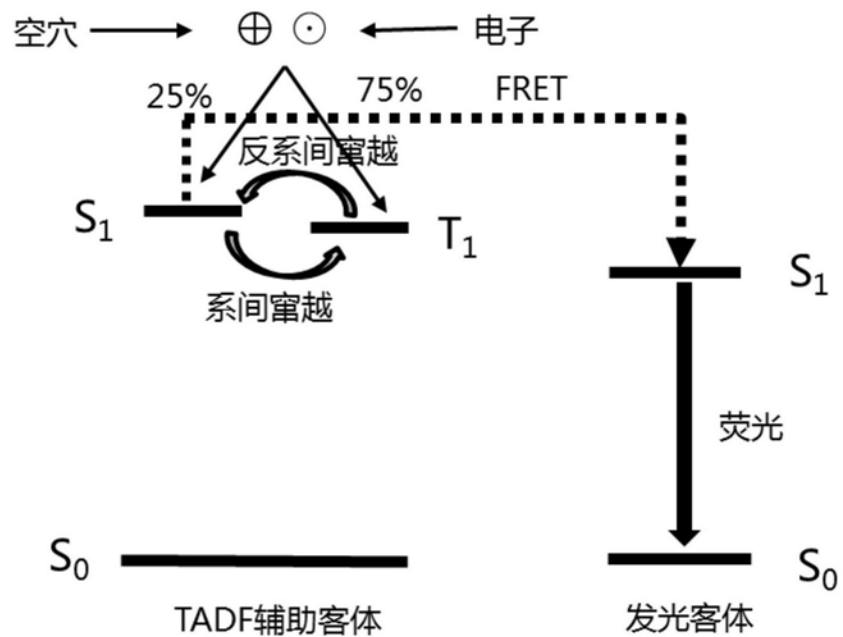 空穴 电子
25% 75% FRET
反系间窜越
S₁ T₁ S₁
系间窜越
荧光
S₀ S₀
TADF辅助客体 发光客体